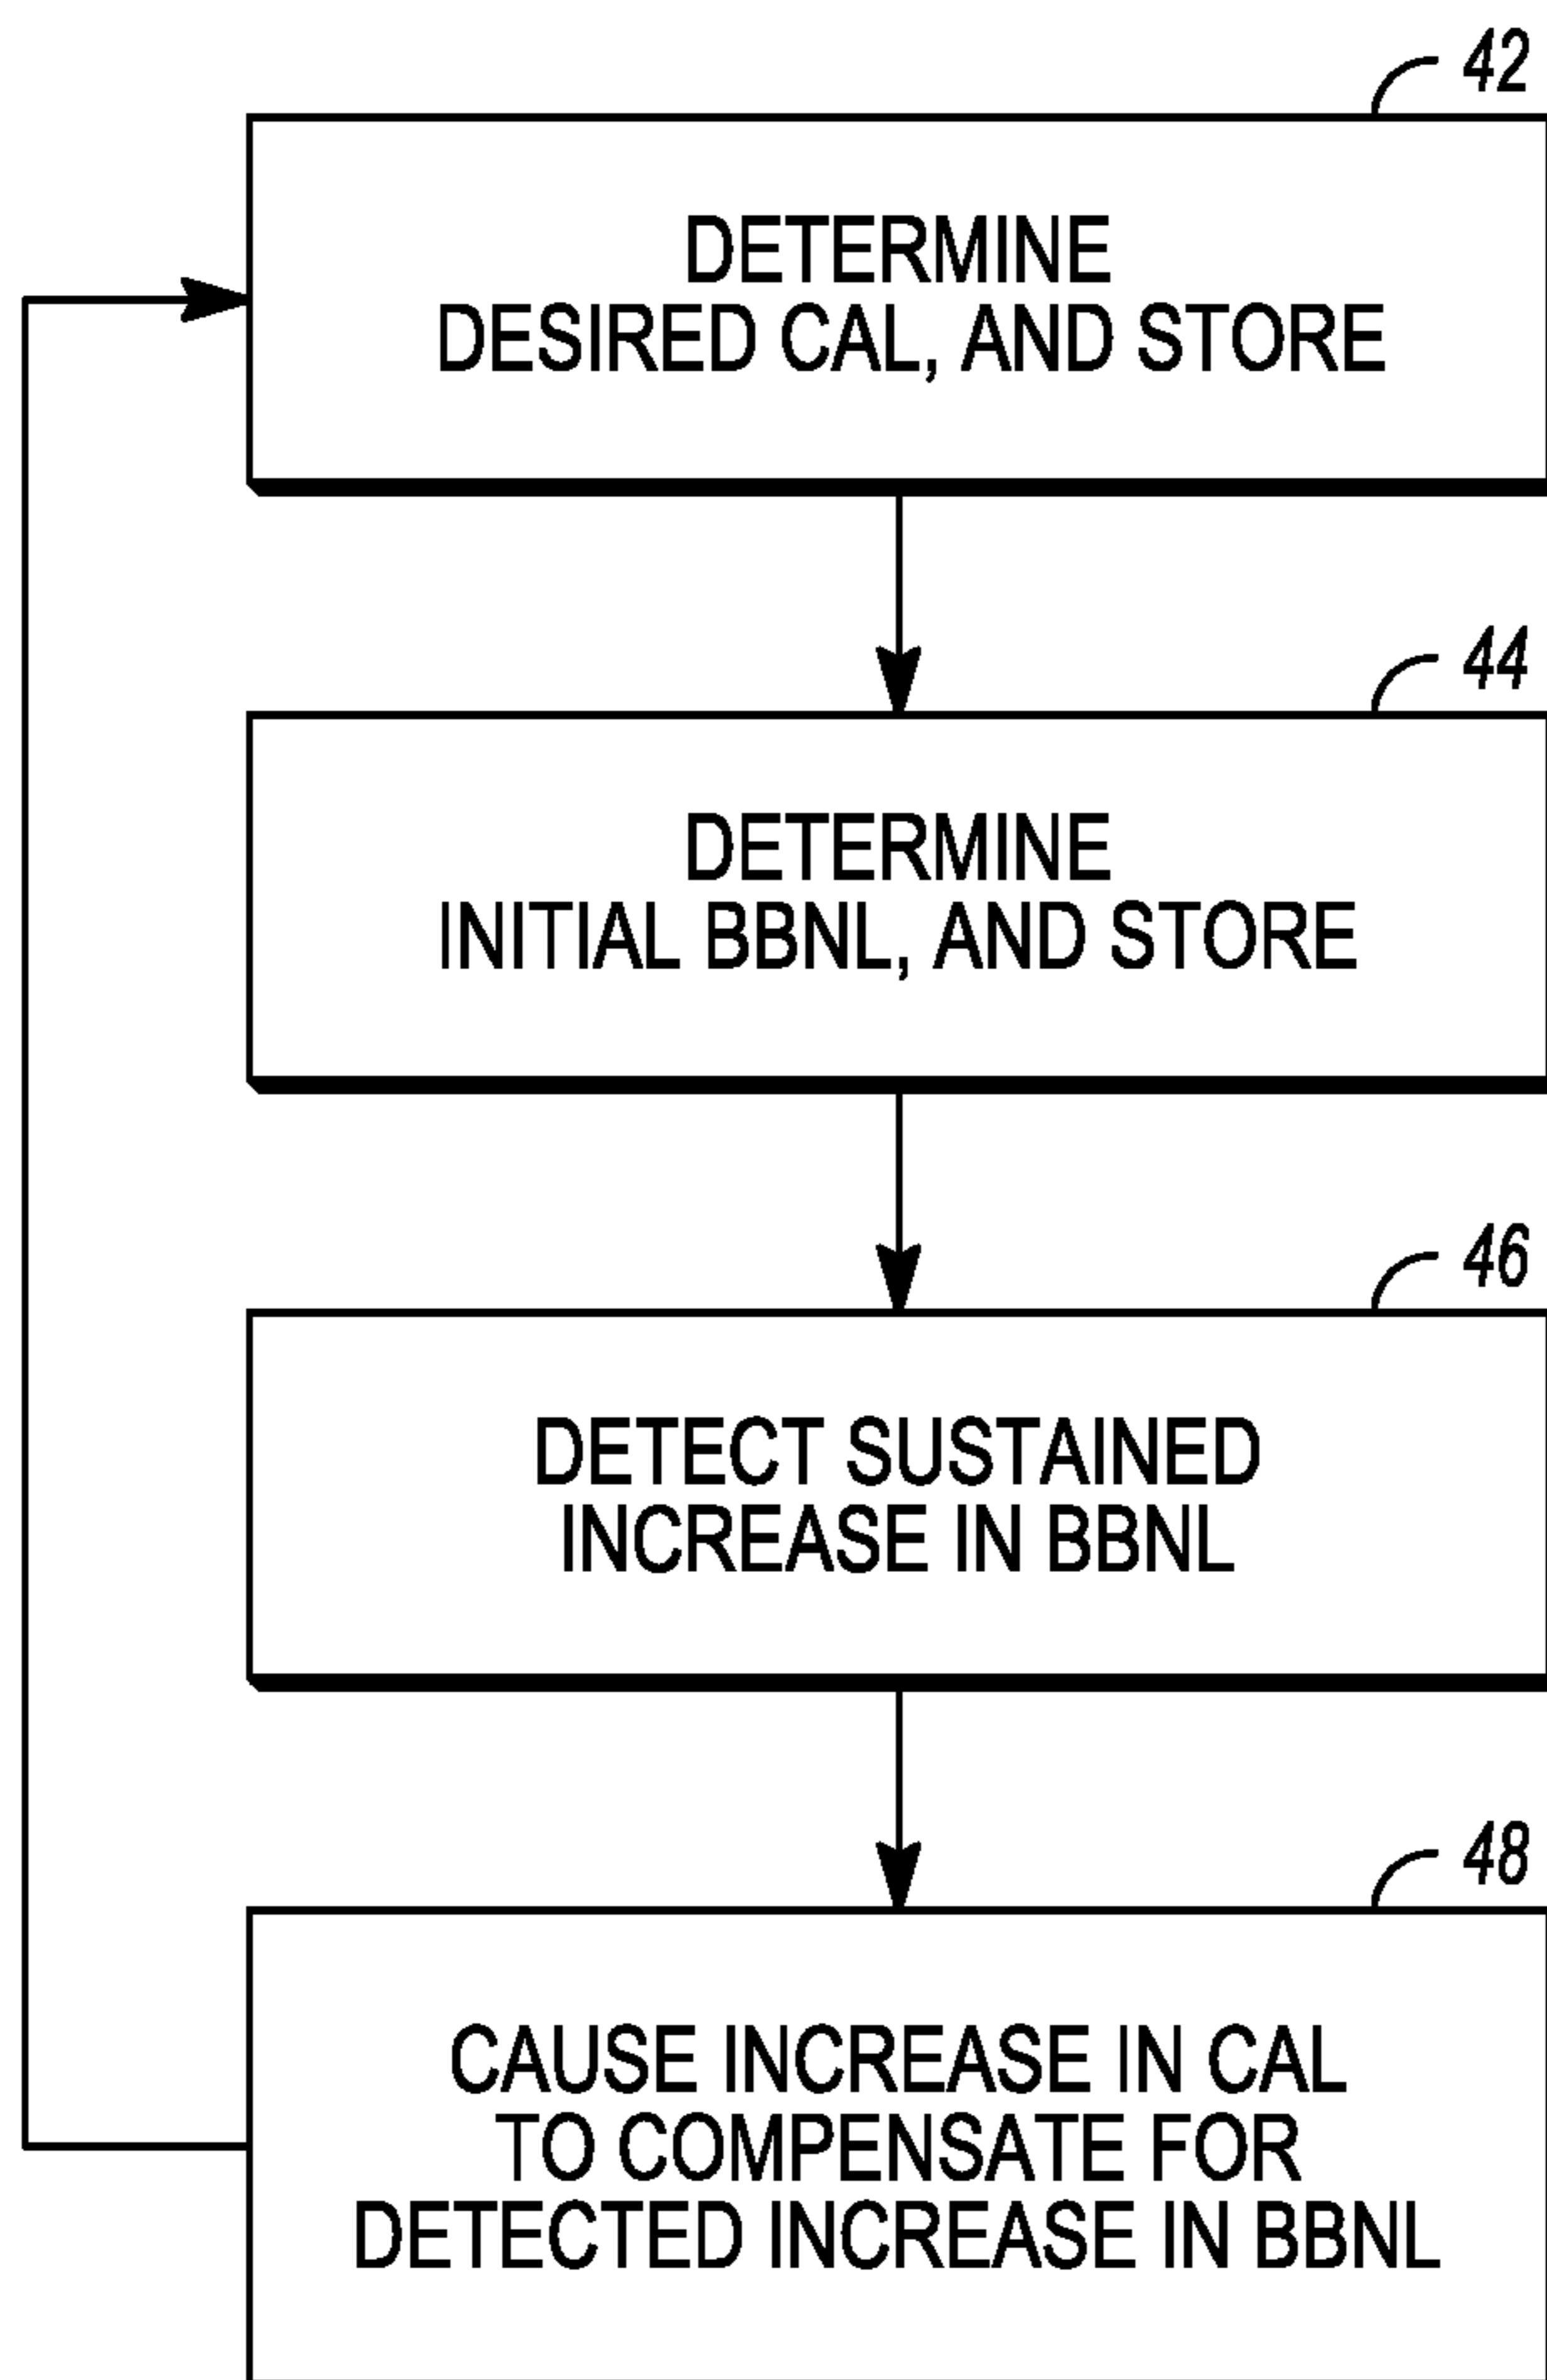 42
DETERMINE
DESIRED CAL, AND STORE
44
DETERMINE
INITIAL BBNL, AND STORE
46
DETECT SUSTAINED
INCREASE IN BBNL
48
CAUSE INCREASE IN CAL
TO COMPENSATE FOR
DETECTED INCREASE IN BBNL